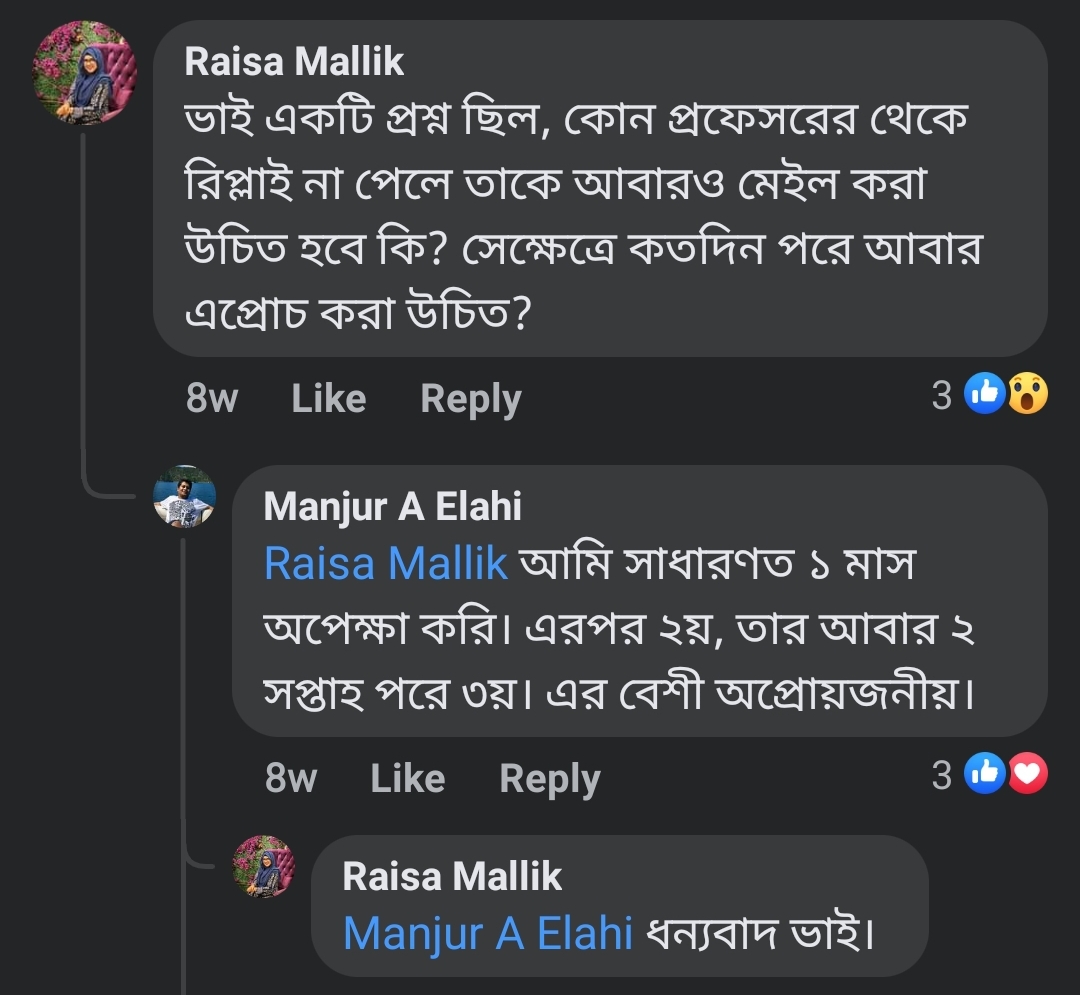 Raisa Mallik
ভাই একটি প্রশ্ন ছিল, কোন প্রফেসরের থেকে
রিপ্লাই না পেলে তাকে আবারও মেইল করা
উচিত হবে কি? সেক্ষেত্রে কতদিন পরে আবার
এপ্রোচ করা উচিত?
8w Like Reply 3
Manjur A Elahi
Raisa Mallik আমি সাধারণত ১ মাস
অপেক্ষা করি। এরপর ২য়, তার আবার ২
সপ্তাহ পরে ৩য়। এর বেশী অপ্রোয়জনীয়।
8w Like Reply 3
Raisa Mallik
Manjur A Elahi ধন্যবাদ ভাই।